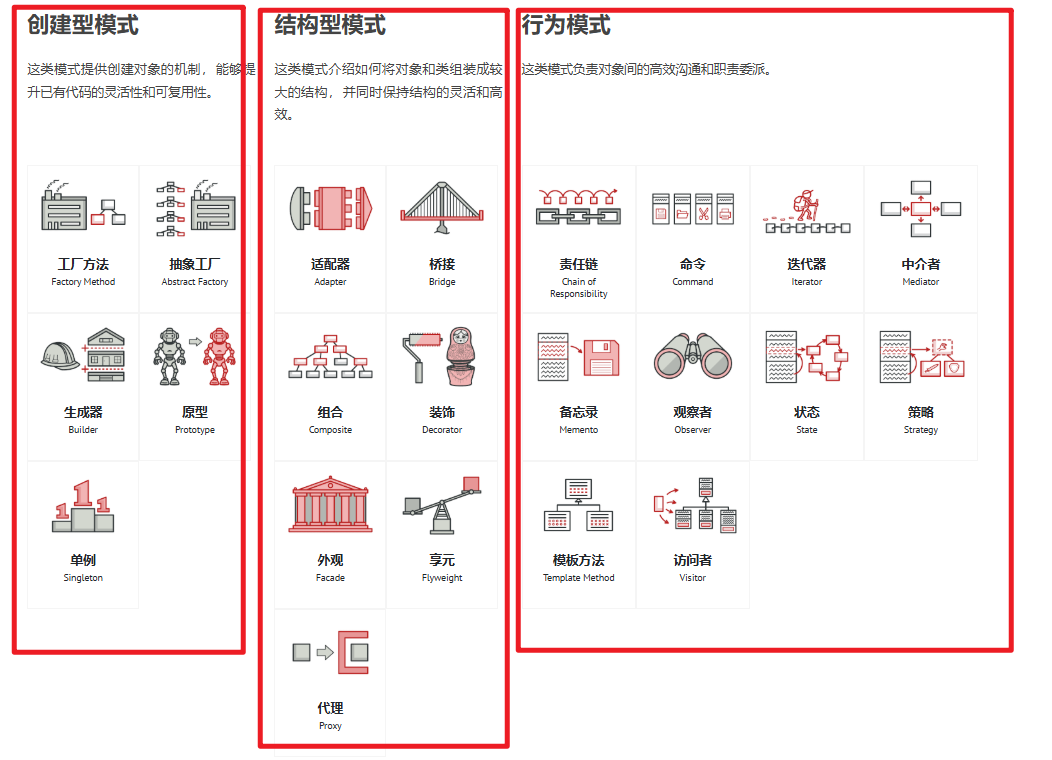 创建型模式
这类模式提供创建对象的机制，能够提
升已有代码的灵活性和可复用性。
工厂方法
Factory Method
抽象工厂
Abstract Factory
生成器
Builder
原型
Prototype
单例
Singleton
结构型模式
这类模式介绍如何将对象和类组装成较
大的结构，并同时保持结构的灵活和高
效。
适配器
Adapter
桥接
Bridge
组合
Composite
装饰
Decorator
外观
Facade
享元
Flyweight
代理
Proxy
行为模式
这类模式负责对象间的高效沟通和职责委派。
责任链
Chain of
Responsibility
命令
Command
迭代器
Iterator
中介者
Mediator
备忘录
Memento
观察者
Observer
状态
State
策略
Strategy
模板方法
Template Method
访问者
Visitor